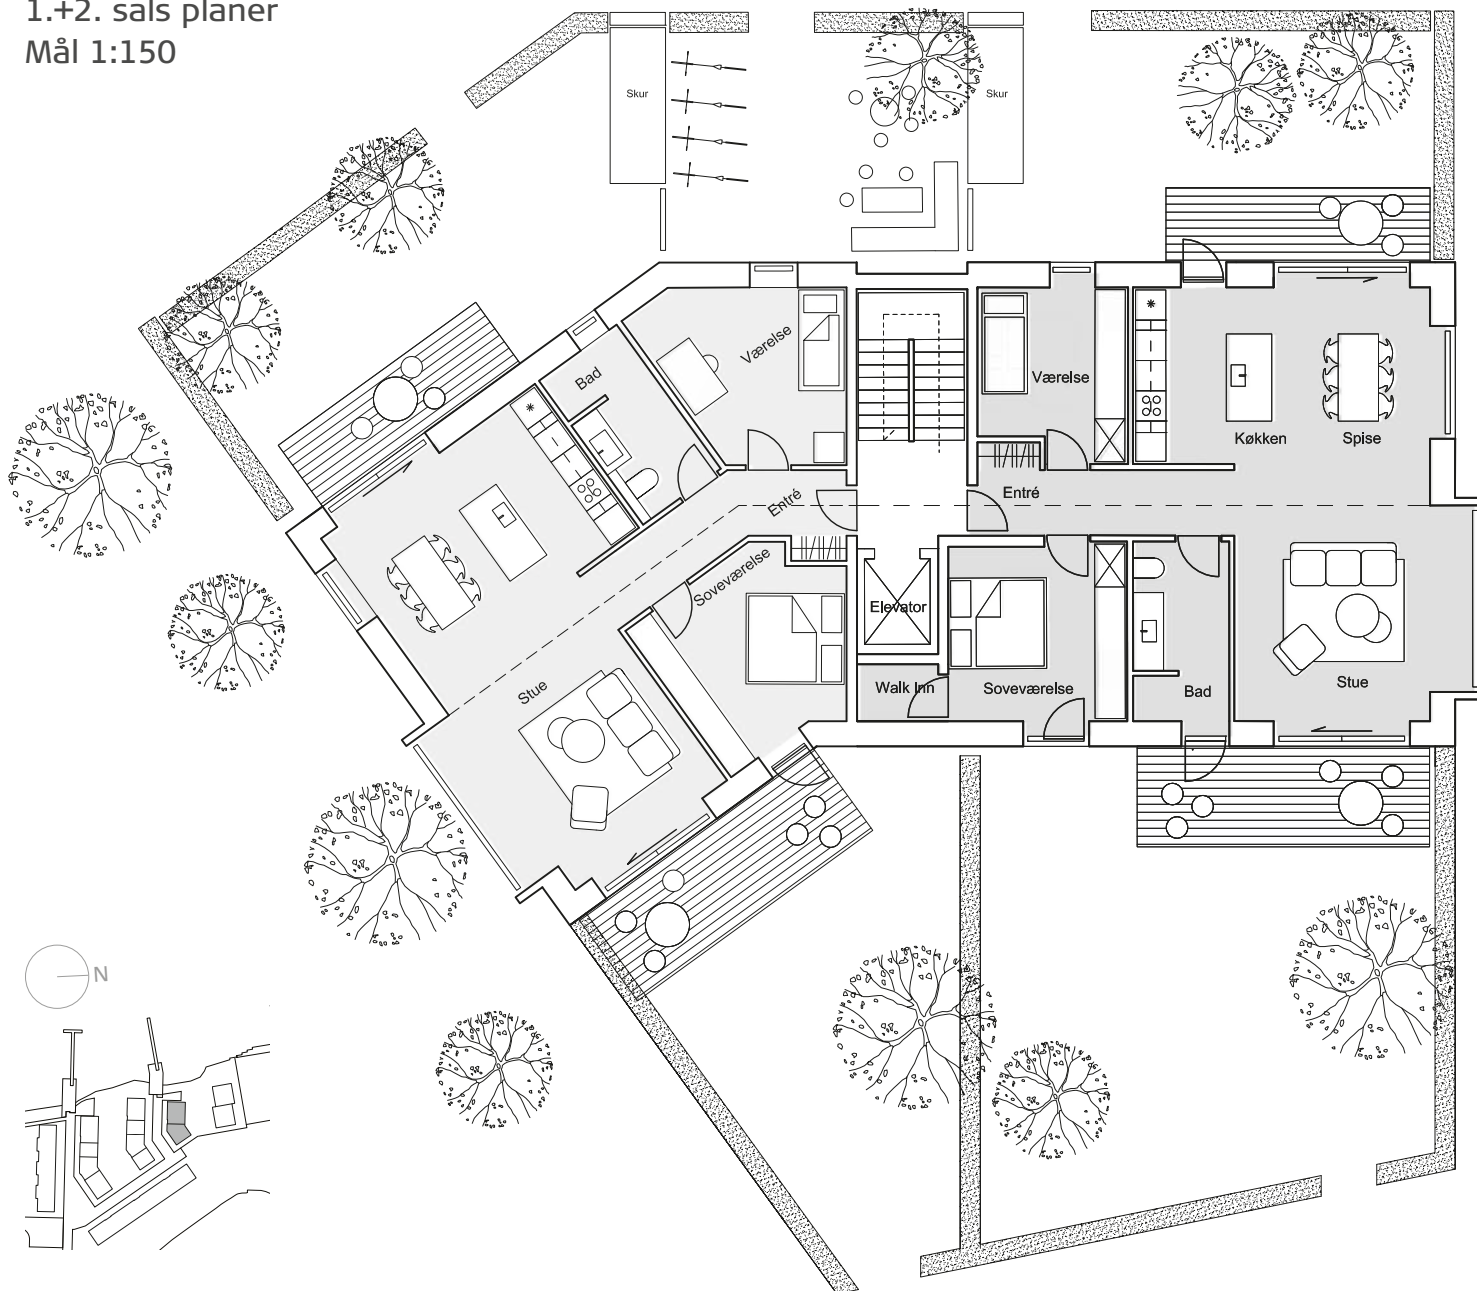 1.+2. sals planer
Mål 1:150
Skur
Skur
Værelse
Bad
Værelse
Køkken
Spise
Entré
Entré
Soveværelse
Elevator
Stue
Walk Inn
Soveværelse
Bad
Stue
N